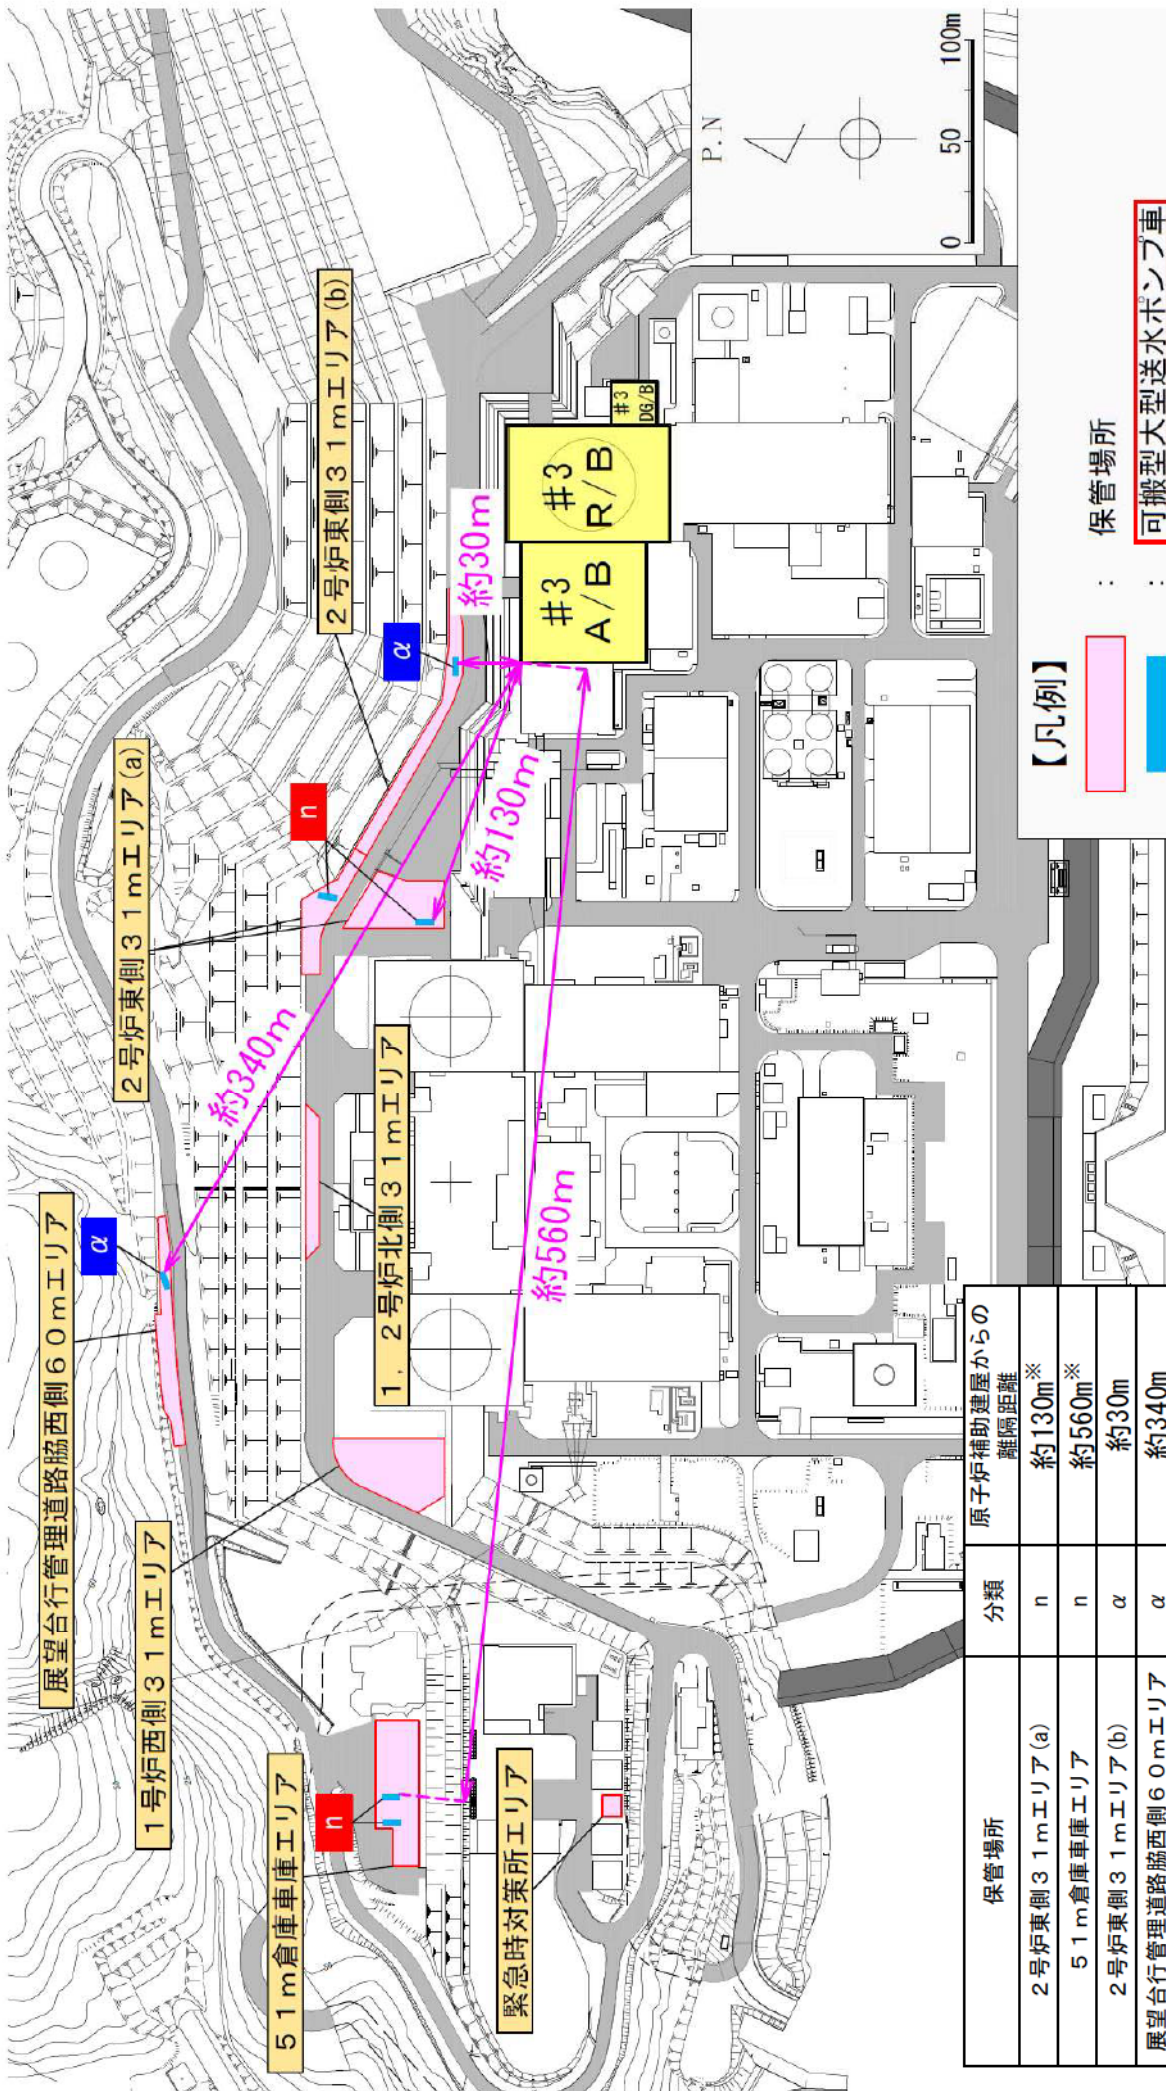 展望台行管理道路脇西側60mエリア
1号炉西側31mエリア
51m倉庫車庫エリア
緊急時対策所エリア
2号炉東側31mエリア(a)
2号炉東側31mエリア(b)
1,2号炉北側31mエリア
α
n
n
α
約340m
約130m
約30m
約560m
#3
A/B
#3
R/B
#3
DG/B
P.N
0 50 100m
【凡例】
: 保管場所
: 可搬型大型送水ポンプ車
保管場所 分類 原子炉補助建屋からの
離隔距離
2号炉東側31mエリア(a) n 約130m※
51m倉庫車庫エリア n 約560m※
2号炉東側31mエリア(b) α 約30m
展望台行管理道路脇西側60mエリア α 約340m